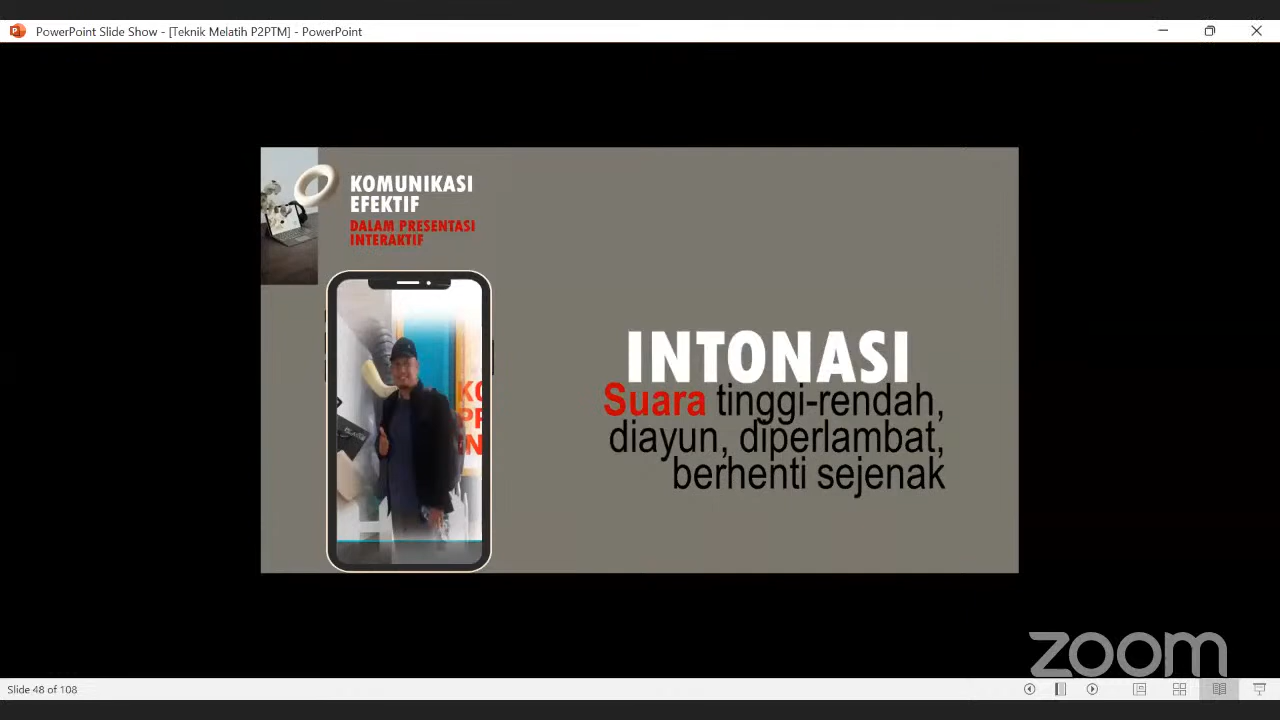 PowerPoint Slide Show - [Teknik Melatih P2PTM] - PowerPoint
KOMUNIKASI
EFEKTIF
DALAM PRESENTASI
INTERAKTIF
INTONASI
Suara tinggi-rendah,
diayun, diperlambat,
berhenti sejenak
zoom
Slide 48 of 108